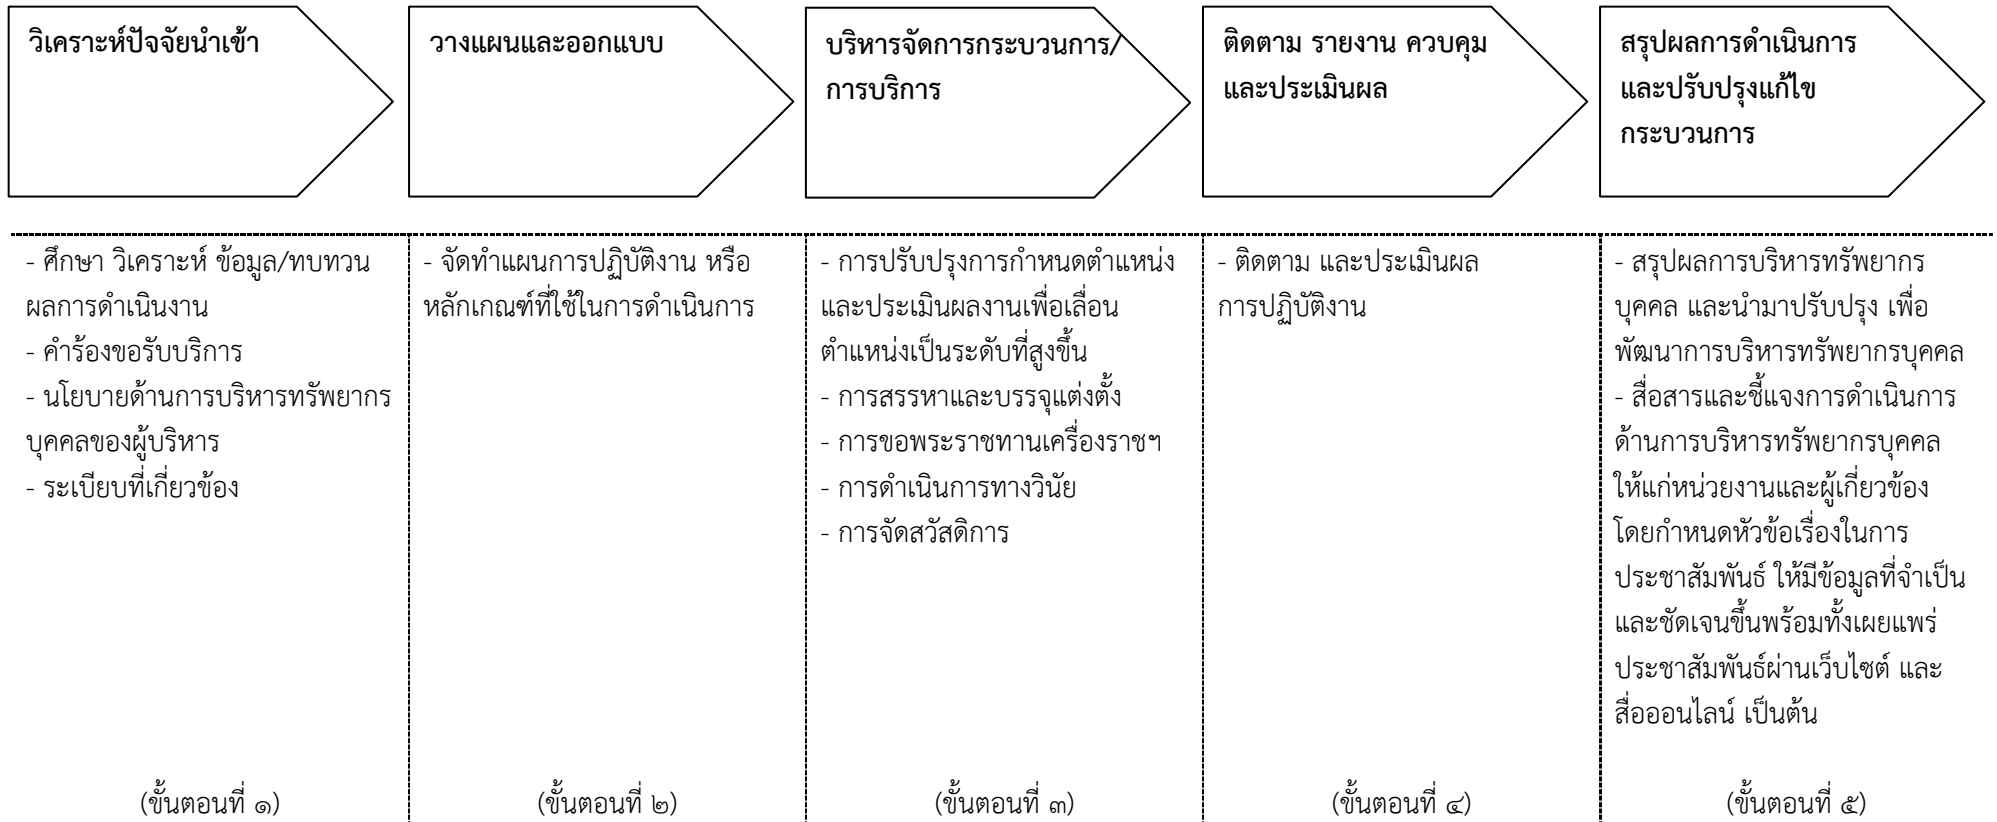 วิเคราะห์ปัจจัยนำเข้า
วางแผนและออกแบบ
บริหารจัดการกระบวนการ/
การบริการ
ติดตาม รายงาน ควบคุม
และประเมินผล
สรุปผลการดำเนินการ
และปรับปรุงแก้ไข
กระบวนการ
- ศึกษา วิเคราะห์ ข้อมูล/ทบทวน
ผลการดำเนินงาน
- คำร้องขอรับบริการ
- นโยบายด้านการบริหารทรัพยากร
บุคคลของผู้บริหาร
- ระเบียบที่เกี่ยวข้อง
(ขั้นตอนที่ ๑)
- จัดทำแผนการปฏิบัติงาน หรือ
หลักเกณฑ์ที่ใช้ในการดำเนินการ
(ขั้นตอนที่ ๒)
- การปรับปรุงการกำหนดตำแหน่ง
และประเมินผลงานเพื่อเลื่อน
ตำแหน่งเป็นระดับที่สูงขึ้น
- การสรรหาและบรรจุแต่งตั้ง
- การขอพระราชทานเครื่องราชฯ
- การดำเนินการทางวินัย
- การจัดสวัสดิการ
(ขั้นตอนที่ ๓)
- ติดตาม และประเมินผล
การปฏิบัติงาน
(ขั้นตอนที่ ๔)
- สรุปผลการบริหารทรัพยากร
บุคคล และนำมาปรับปรุง เพื่อ
พัฒนาการบริหารทรัพยากรบุคคล
- สื่อสารและชี้แจงการดำเนินการ
ด้านการบริหารทรัพยากรบุคคล
ให้แก่หน่วยงานและผู้เกี่ยวข้อง
โดยกำหนดหัวข้อเรื่องในการ
ประชาสัมพันธ์ ให้มีข้อมูลที่จำเป็น
และชัดเจนขึ้นพร้อมทั้งเผยแพร่
ประชาสัมพันธ์ผ่านเว็บไซต์ และ
สื่อออนไลน์ เป็นต้น
(ขั้นตอนที่ ๕)